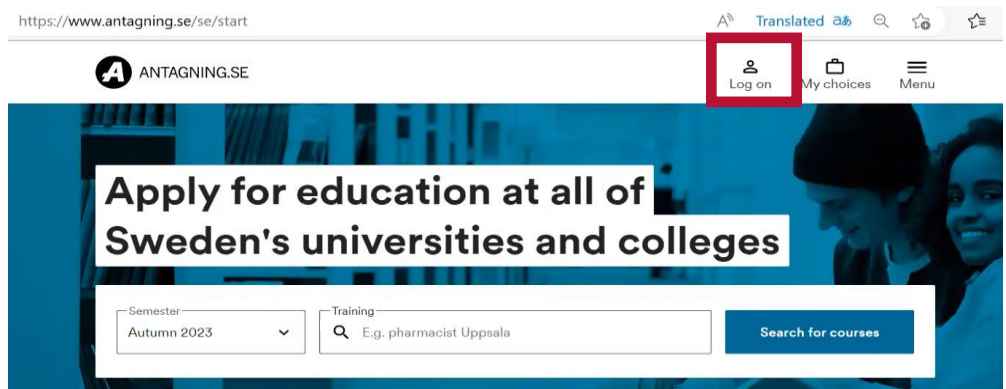 https://www.antagning.se/se/start
Translated
ANTAGNING.SE
Log on
My choices
Menu
Apply for education at all of
Sweden's universities and colleges
Semester
Autumn 2023
Training
E.g. pharmacist Uppsala
Search for courses